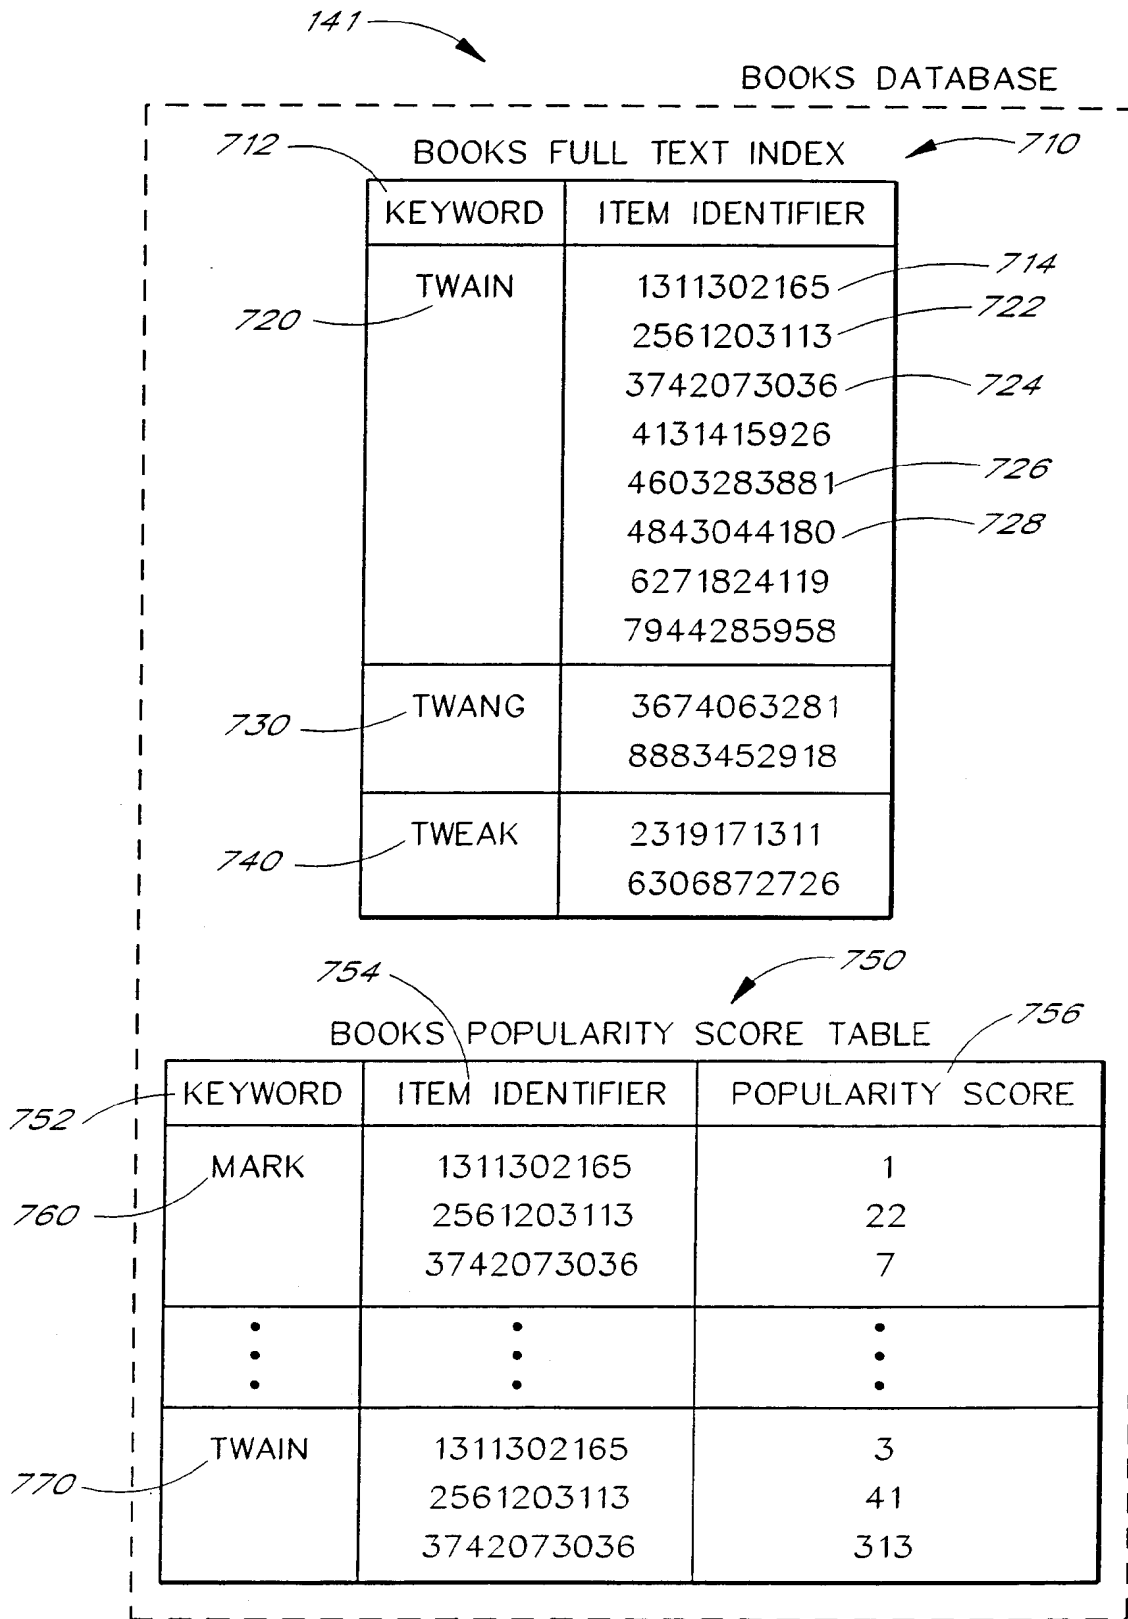 141
BOOKS DATABASE
712 BOOKS FULL TEXT INDEX 710
KEYWORD ITEM IDENTIFIER
TWAIN 1311302165 714
720 2561203113 722
3742073036 724
4131415926
4603283881 726
4843044180 728
6271824119
7944285958
730 TWANG 3674063281
8883452918
740 TWEAK 2319171311
6306872726
754 750
BOOKS POPULARITY SCORE TABLE 756
752 KEYWORD ITEM IDENTIFIER POPULARITY SCORE
MARK 1311302165 1
760 2561203113 22
3742073036 7
TWAIN 1311302165 3
770 2561203113 41
3742073036 313